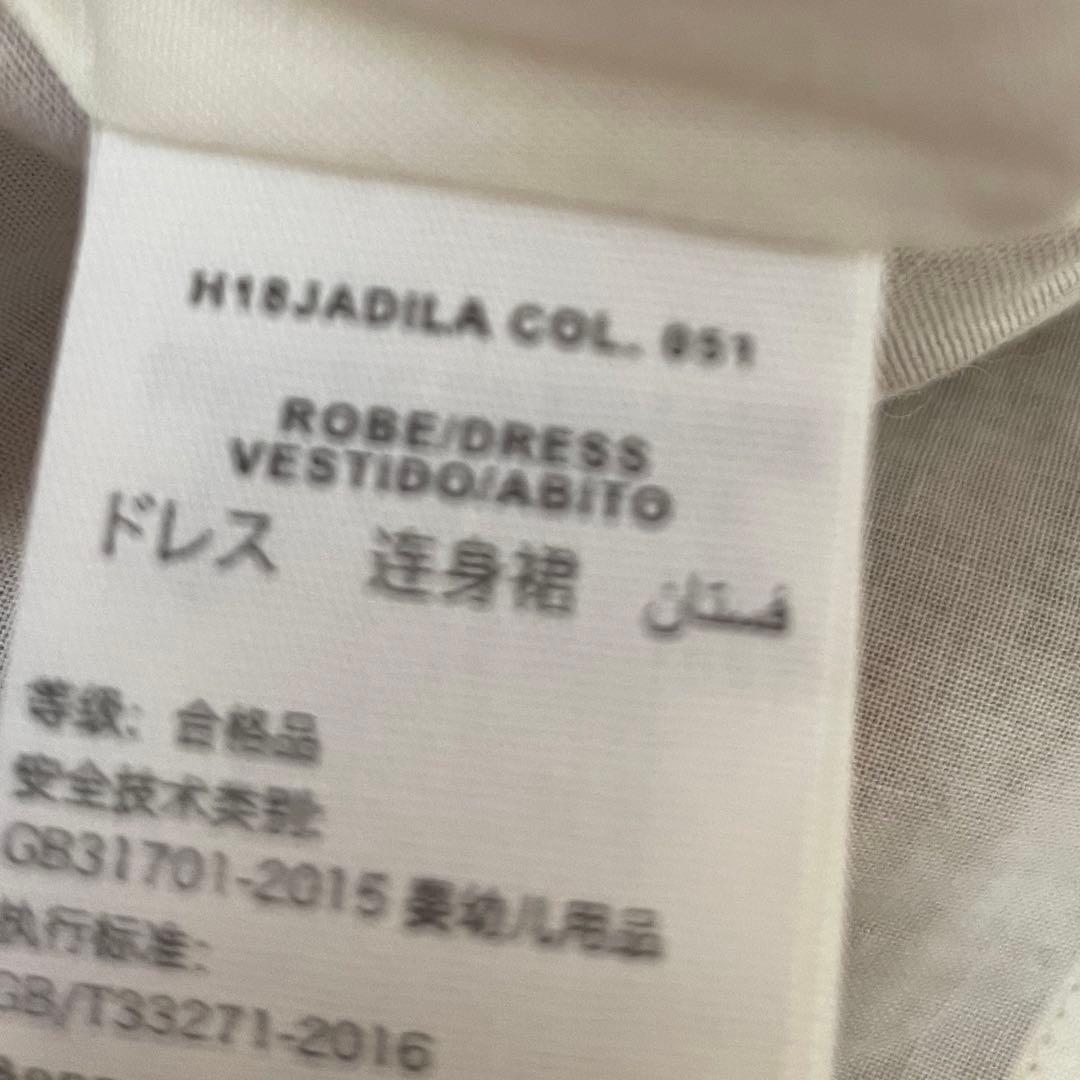 H18JADILA COL. 051
ROBE/DRESS
VESTIDO/ABITO
ドレス 连身裙 فستان
等级: 合格品
安全技术类别:
GB31701-2015 婴幼儿用品
执行标准:
GB/T33271-2016